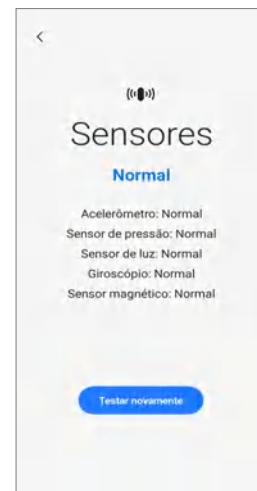 Sensores
Normal
Acelerômetro: Normal
Sensor de pressão: Normal
Sensor de luz: Normal
Giroscópio: Normal
Sensor magnético: Normal
Testar novamente